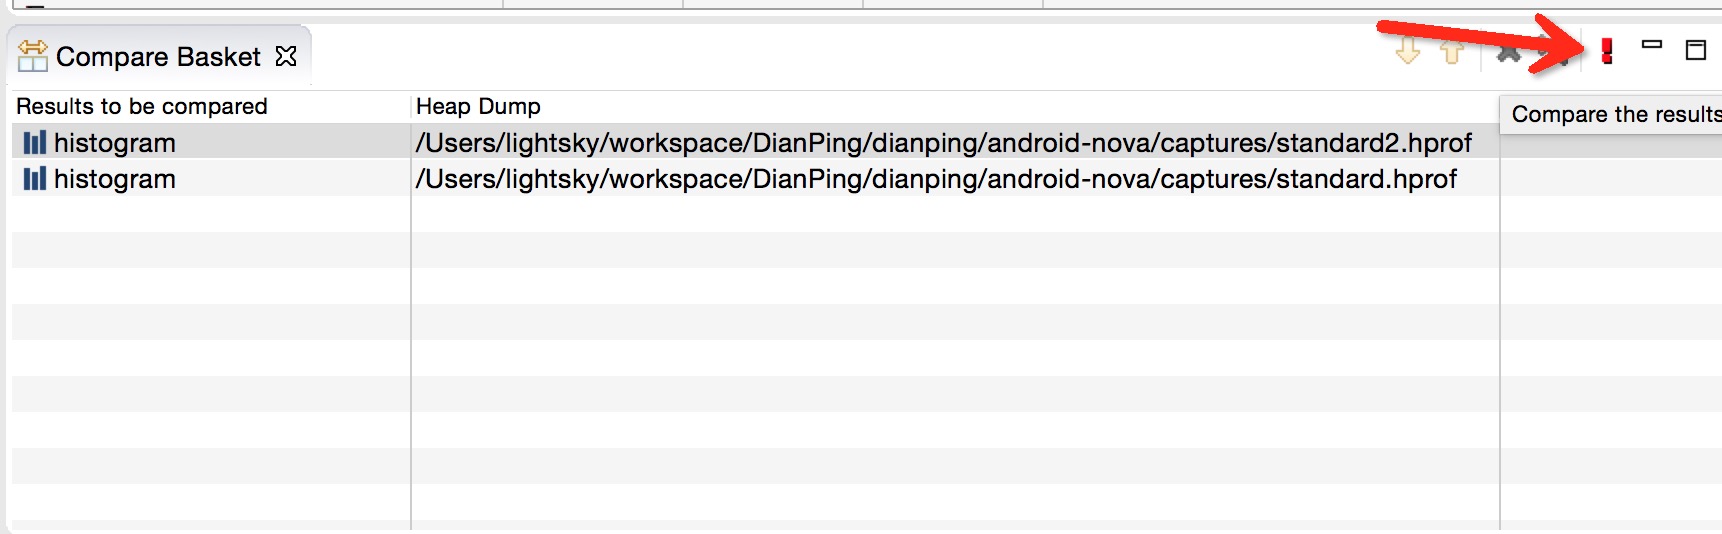 Compare Basket
Results to be compared Heap Dump
Compare the results
histogram /Users/lightsky/workspace/DianPing/dianping/android-nova/captures/standard2.hprof
histogram /Users/lightsky/workspace/DianPing/dianping/android-nova/captures/standard.hprof